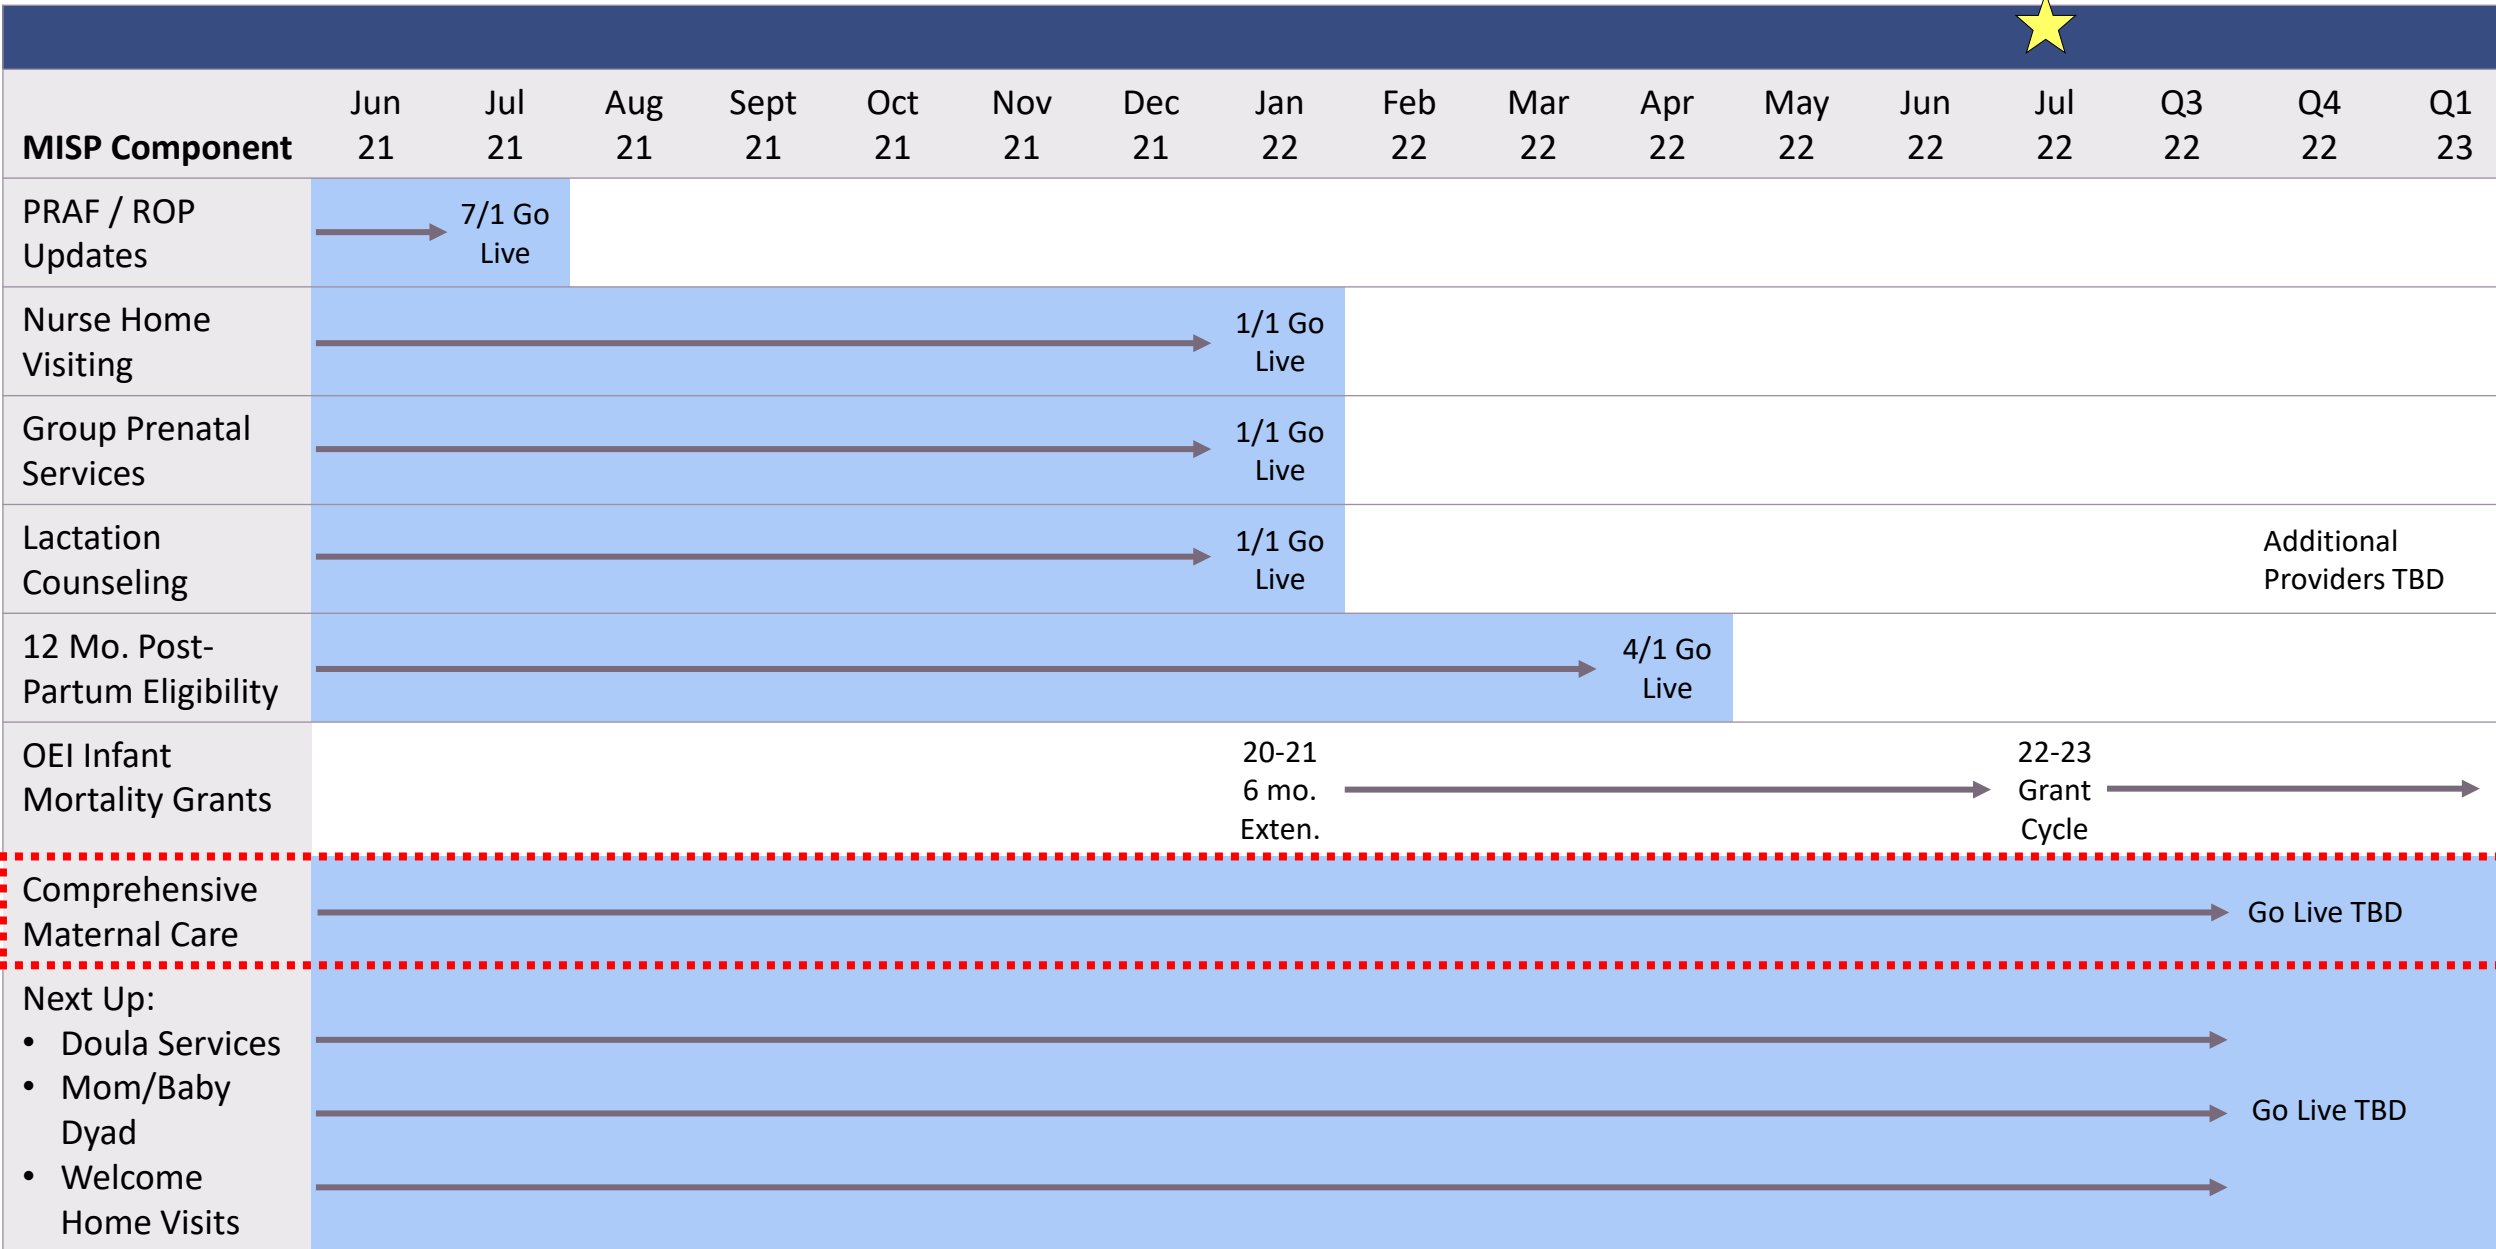 MISP Component
Jun 21
Jul 21
Aug 21
Sept 21
Oct 21
Nov 21
Dec 21
Jan 22
Feb 22
Mar 22
Apr 22
May 22
Jun 22
Jul 22
Q3 22
Q4 22
Q1 23
PRAF / ROP
Updates
7/1 Go
Live
Nurse Home
Visiting
1/1 Go
Live
Group Prenatal
Services
1/1 Go
Live
Lactation
Counseling
1/1 Go
Live
Additional
Providers TBD
12 Mo. Post-
Partum Eligibility
4/1 Go
Live
OEI Infant
Mortality Grants
20-21
6 mo.
Exten.
22-23
Grant
Cycle
Comprehensive
Maternal Care
Go Live TBD
Next Up:
• Doula Services
• Mom/Baby
Dyad
• Welcome
Home Visits
Go Live TBD